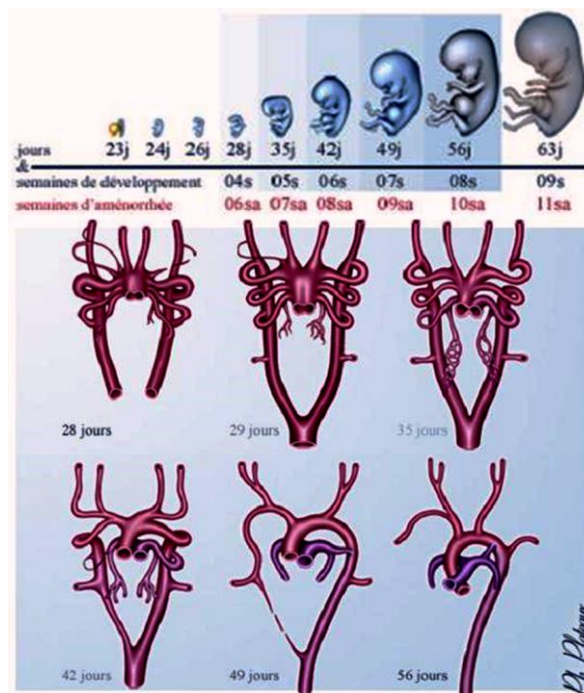 jours 23j 24j 26j 28j 35j 42j 49j 56j 63j
&
semaines de développement 04s 05s 06s 07s 08s 09s
semaines d'aménorrhée 06sa 07sa 08sa 09sa 10sa 11sa
28 jours 29 jours 35 jours
42 jours 49 jours 56 jours